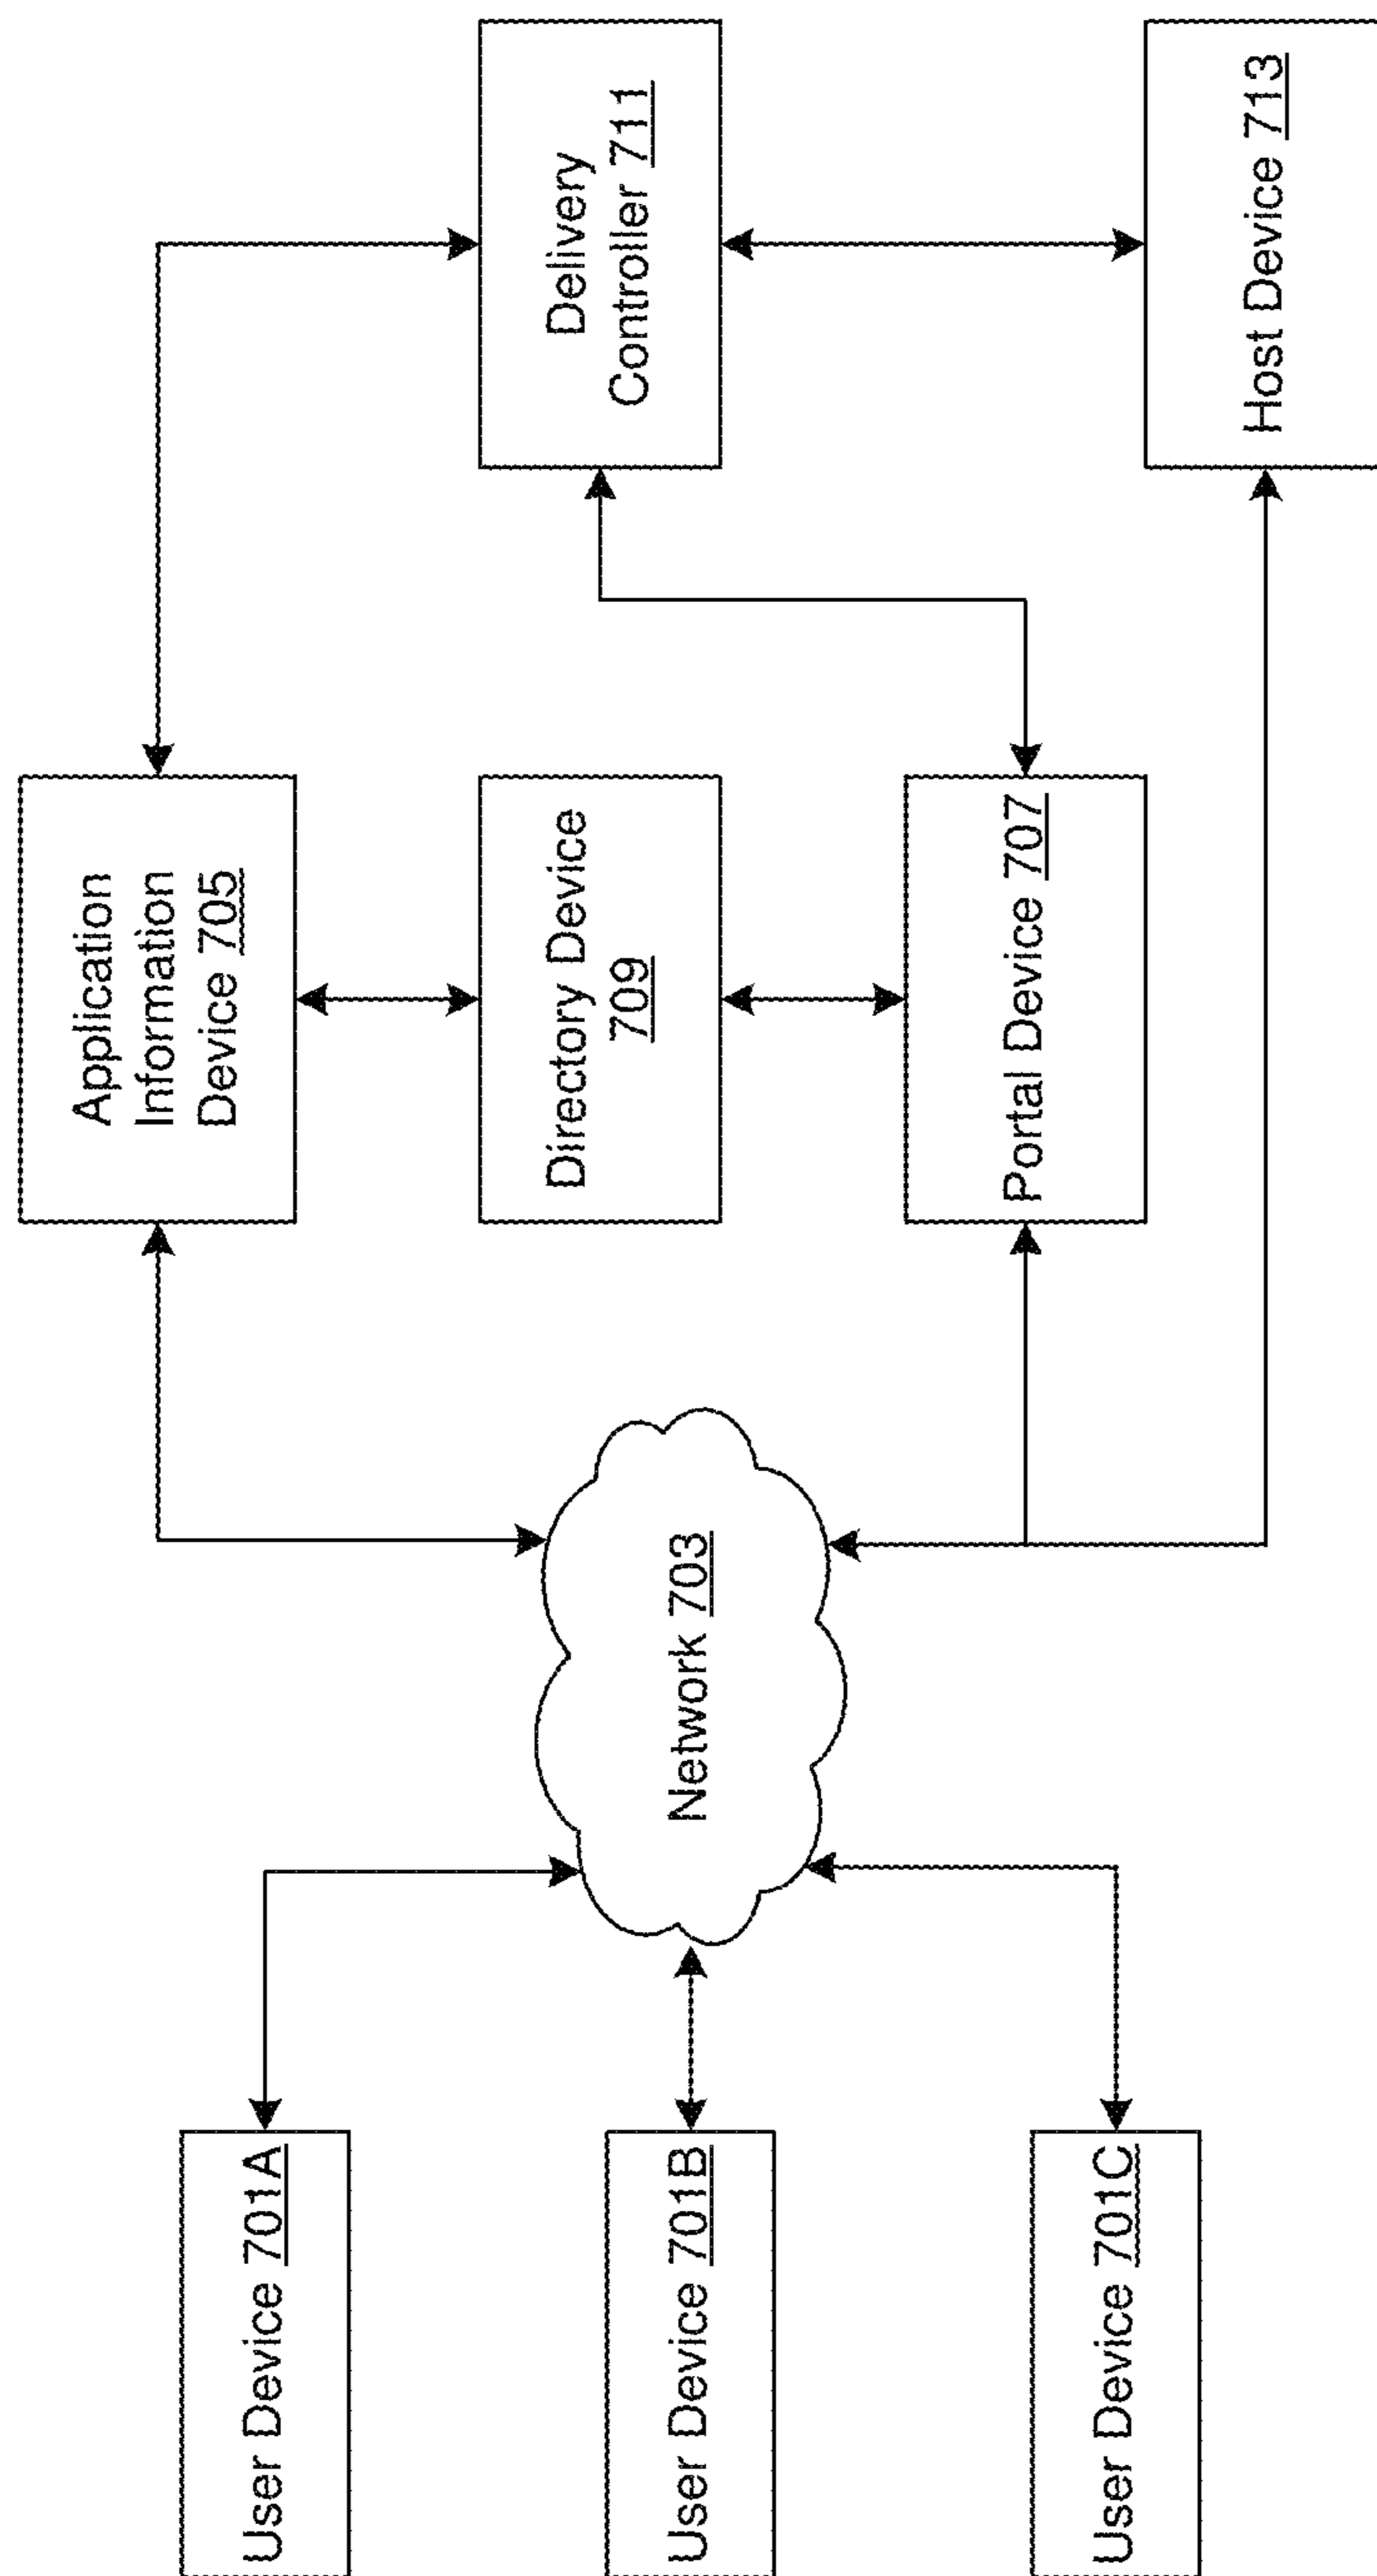 User Device 701A
User Device 701B
User Device 701C
Network 703
Application
Information
Device 705
Directory Device
709
Portal Device 707
Delivery
Controller 711
Host Device 713